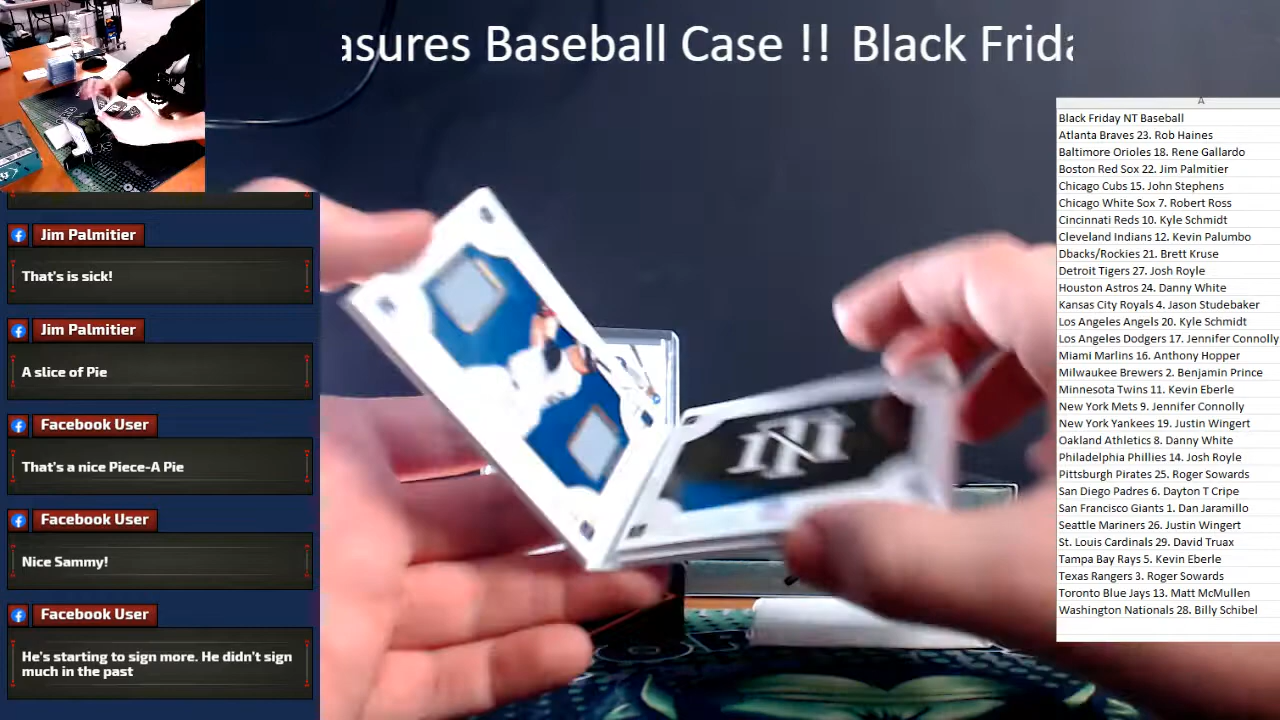 asures Baseball Case !! Black Frida
A
Black Friday NT Baseball
Atlanta Braves 23. Rob Haines
Baltimore Orioles 18. Rene Gallardo
Boston Red Sox 22. Jim Palmitier
Chicago Cubs 15. John Stephens
Chicago White Sox 7. Robert Ross
Cincinnati Reds 10. Kyle Schmidt
Cleveland Indians 12. Kevin Palumbo
Dbacks/Rockies 21. Brett Kruse
Detroit Tigers 27. Josh Royle
Houston Astros 24. Danny White
Kansas City Royals 4. Jason Studebaker
Los Angeles Angels 20. Kyle Schmidt
Los Angeles Dodgers 17. Jennifer Connolly
Miami Marlins 16. Anthony Hopper
Milwaukee Brewers 2. Benjamin Prince
Minnesota Twins 11. Kevin Eberle
New York Mets 9. Jennifer Connolly
New York Yankees 19. Justin Wingert
Oakland Athletics 8. Danny White
Philadelphia Phillies 14. Josh Royle
Pittsburgh Pirates 25. Roger Sowards
San Diego Padres 6. Dayton T Cripe
San Francisco Giants 1. Dan Jaramillo
Seattle Mariners 26. Justin Wingert
St. Louis Cardinals 29. David Truax
Tampa Bay Rays 5. Kevin Eberle
Texas Rangers 3. Roger Sowards
Toronto Blue Jays 13. Matt McMullen
Washington Nationals 28. Billy Schibel
Jim Palmitier
That's is sick!
Jim Palmitier
A slice of Pie
Facebook User
That's a nice Piece-A Pie
Facebook User
Nice Sammy!
Facebook User
He's starting to sign more. He didn't sign
much in the past
NT